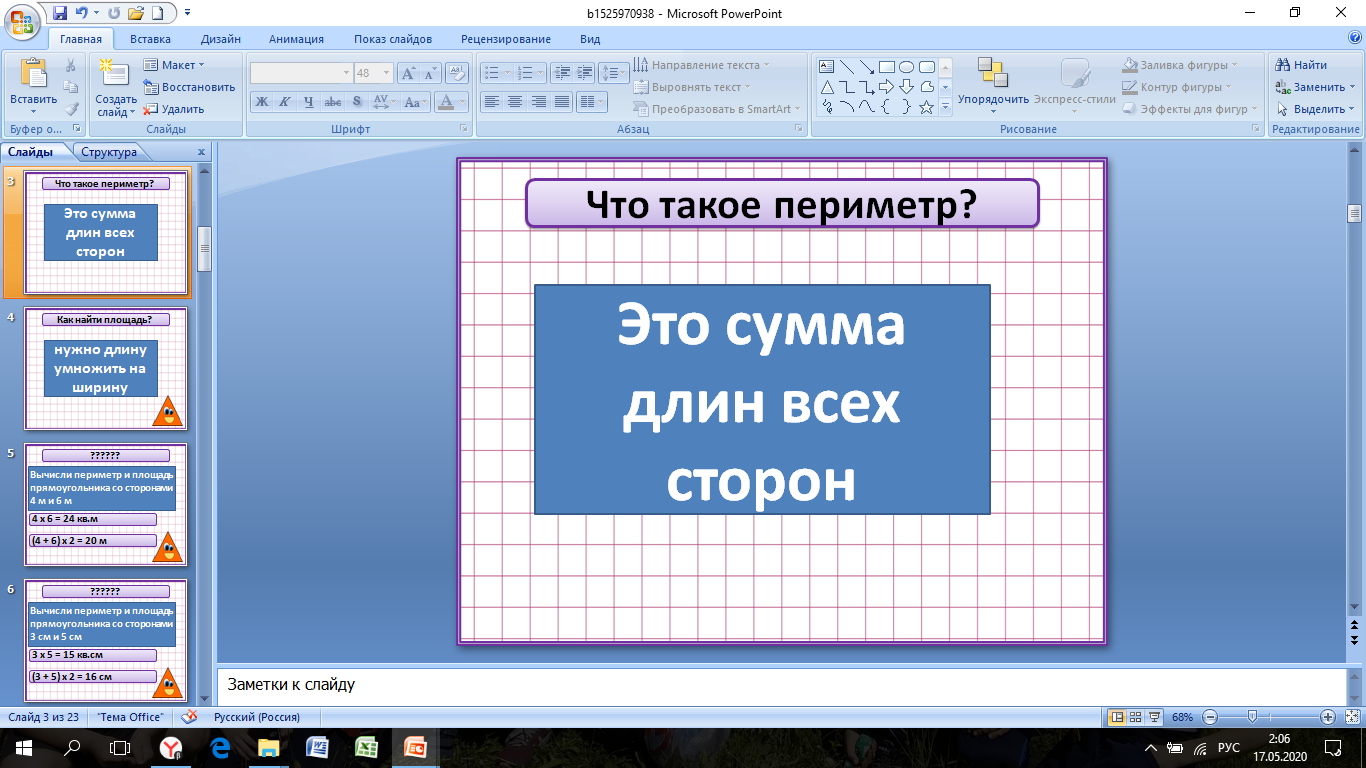 b1525970938 - Microsoft PowerPoint
Главная Вставка Дизайн Анимация Показ слайдов Рецензирование Вид
Вставить
Буфер о...
Создать слайд
Макет
Восстановить
Удалить
Слайды
48
Ж К Ч abc S AV Aa А
Шрифт
Направление текста
Выровнять текст
Преобразовать в SmartArt
Абзац
Упорядочить
Экспресс-стили
Заливка фигуры
Контур фигуры
Эффекты для фигур
Рисование
Найти
Заменить
Выделить
Редактирование
Слайды Структура x
3
Что такое периметр?
Это сумма
длин всех
сторон
4
Как найти площадь?
нужно длину
умножить на
ширину
5
??????
Вычисли периметр и площадь
прямоугольника со сторонами
4 м и 6 м
4 х 6 = 24 кв.м
(4 + 6) х 2 = 20 м
6
??????
Вычисли периметр и площадь
прямоугольника со сторонами
3 см и 5 см
3 х 5 = 15 кв.см
(3 + 5) х 2 = 16 см
Что такое периметр?
Это сумма
длин всех
сторон
Заметки к слайду
Слайд 3 из 23 "Тема Office" Русский (Россия) 68%
РУС
2:06
17.05.2020